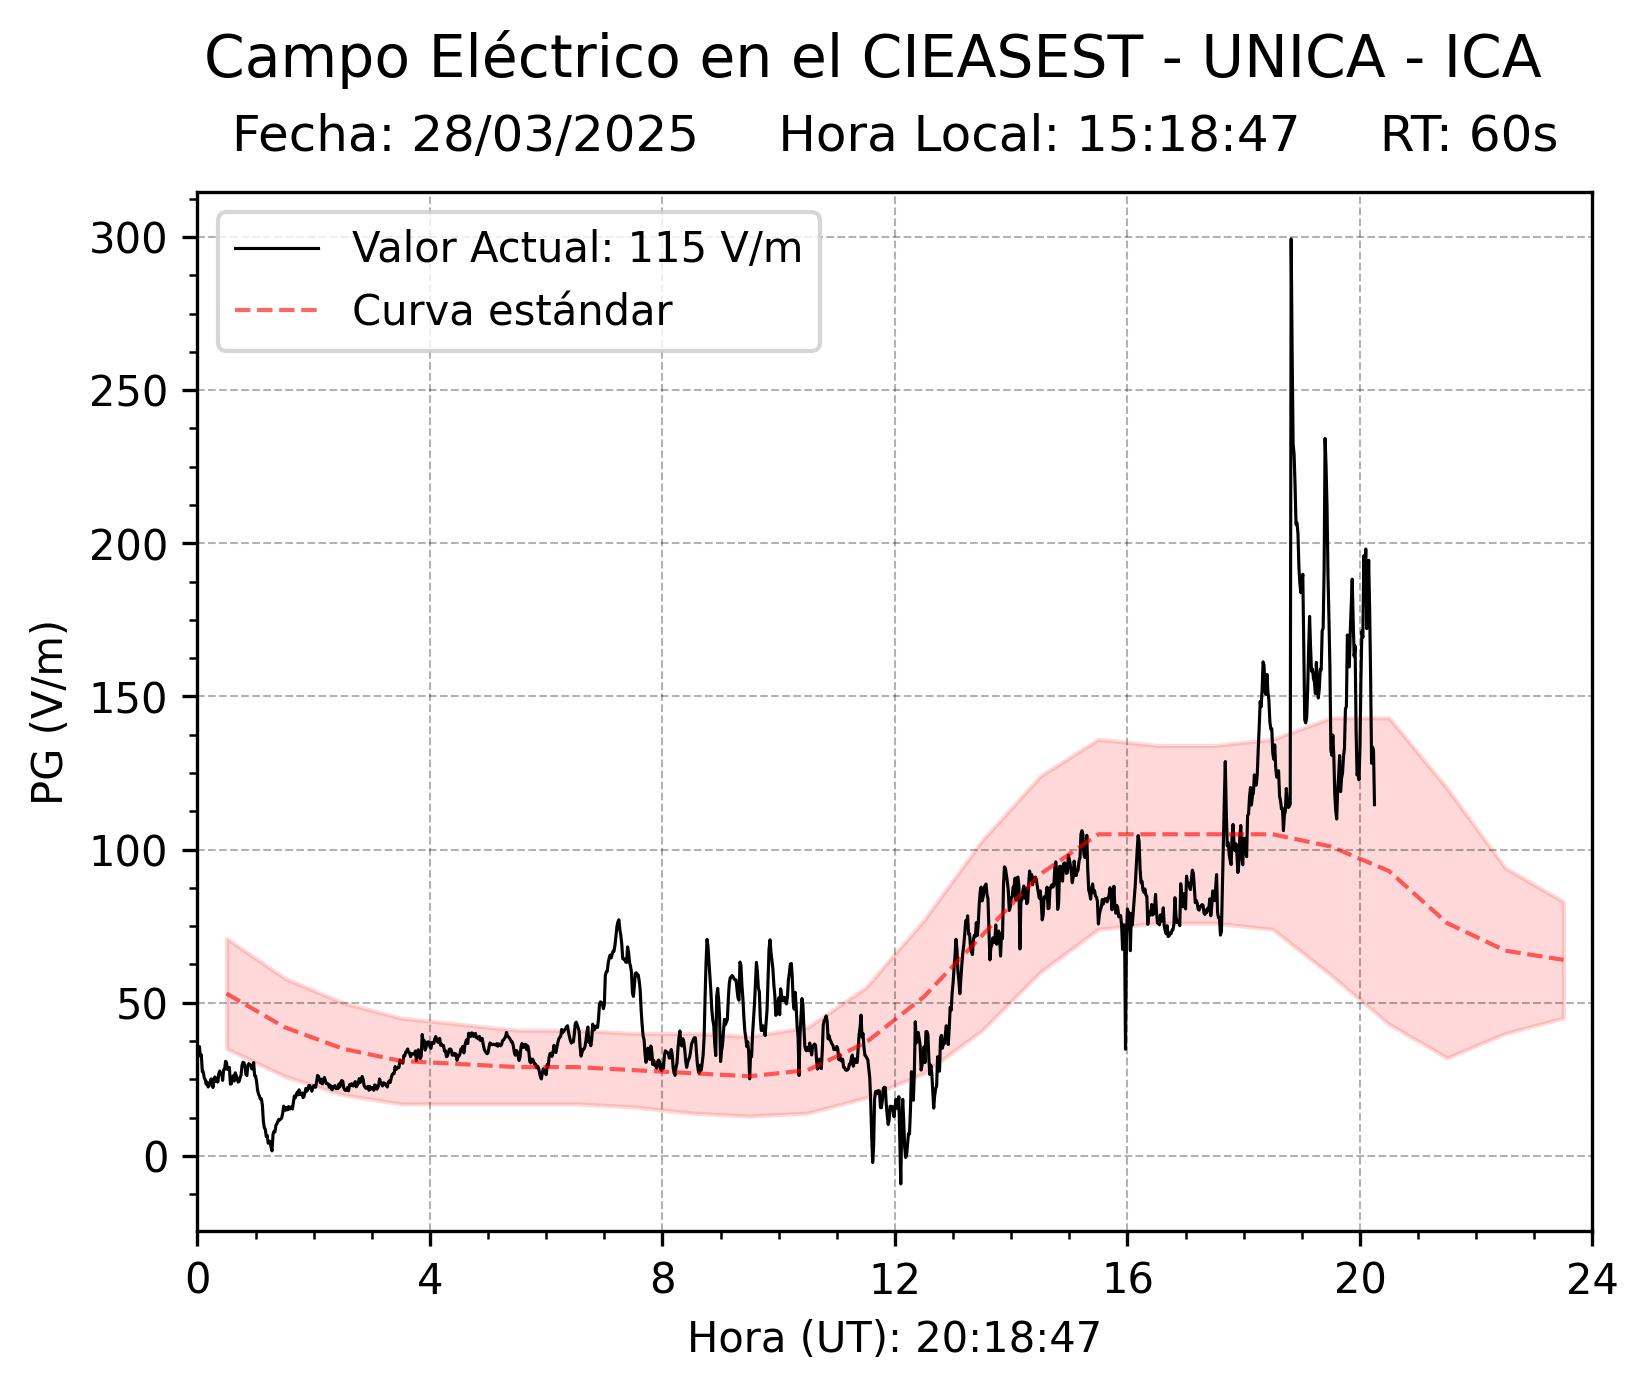 Campo Eléctrico en el CIEASEST - UNICA - ICA
Fecha: 28/03/2025 Hora Local: 15:18:47 RT: 60s
Valor Actual: 115 V/m
Curva estándar
300
250
200
150
100
50
0
PG (V/m)
0 4 8 12 16 20 24
Hora (UT): 20:18:47